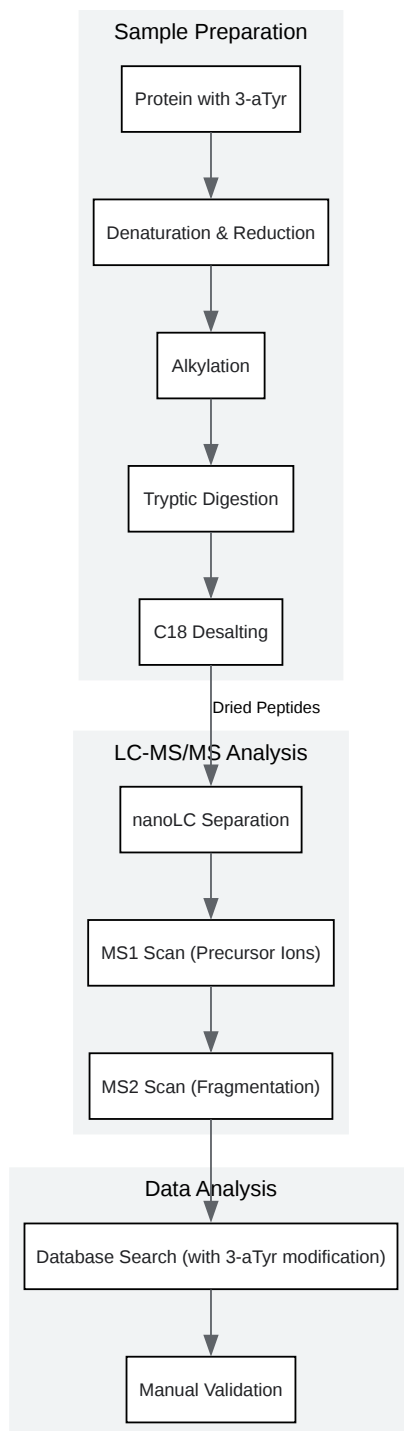 Sample Preparation
Protein with 3-aTyr
Denaturation & Reduction
Alkylation
Tryptic Digestion
C18 Desalting
Dried Peptides
LC-MS/MS Analysis
nanoLC Separation
MS1 Scan (Precursor Ions)
MS2 Scan (Fragmentation)
Data Analysis
Database Search (with 3-aTyr modification)
Manual Validation